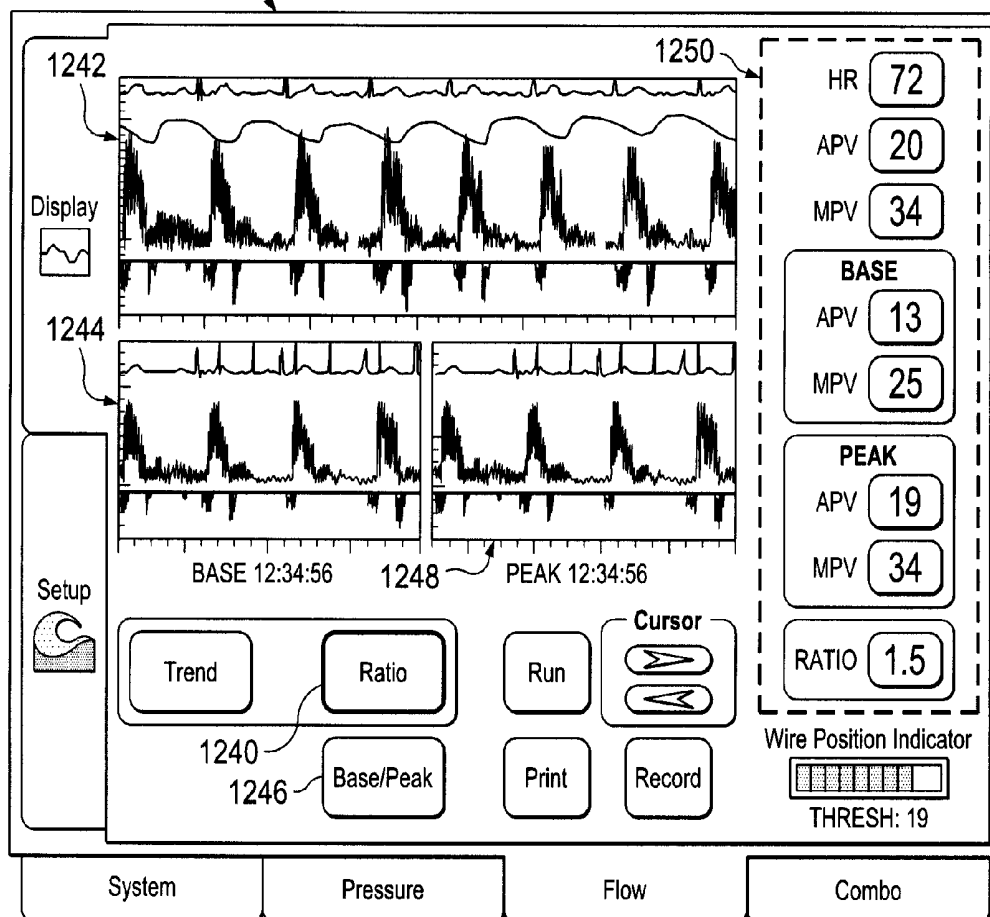 1242
1250
HR 72
APV 20
MPV 34
Display
BASE
APV 13
MPV 25
1244
PEAK
APV 19
MPV 34
BASE 12:34:56
1248
PEAK 12:34:56
Setup
Trend
Ratio
Run
Cursor
RATIO 1.5
1240
1246
Base/Peak
Print
Record
Wire Position Indicator
THRESH: 19
System
Pressure
Flow
Combo